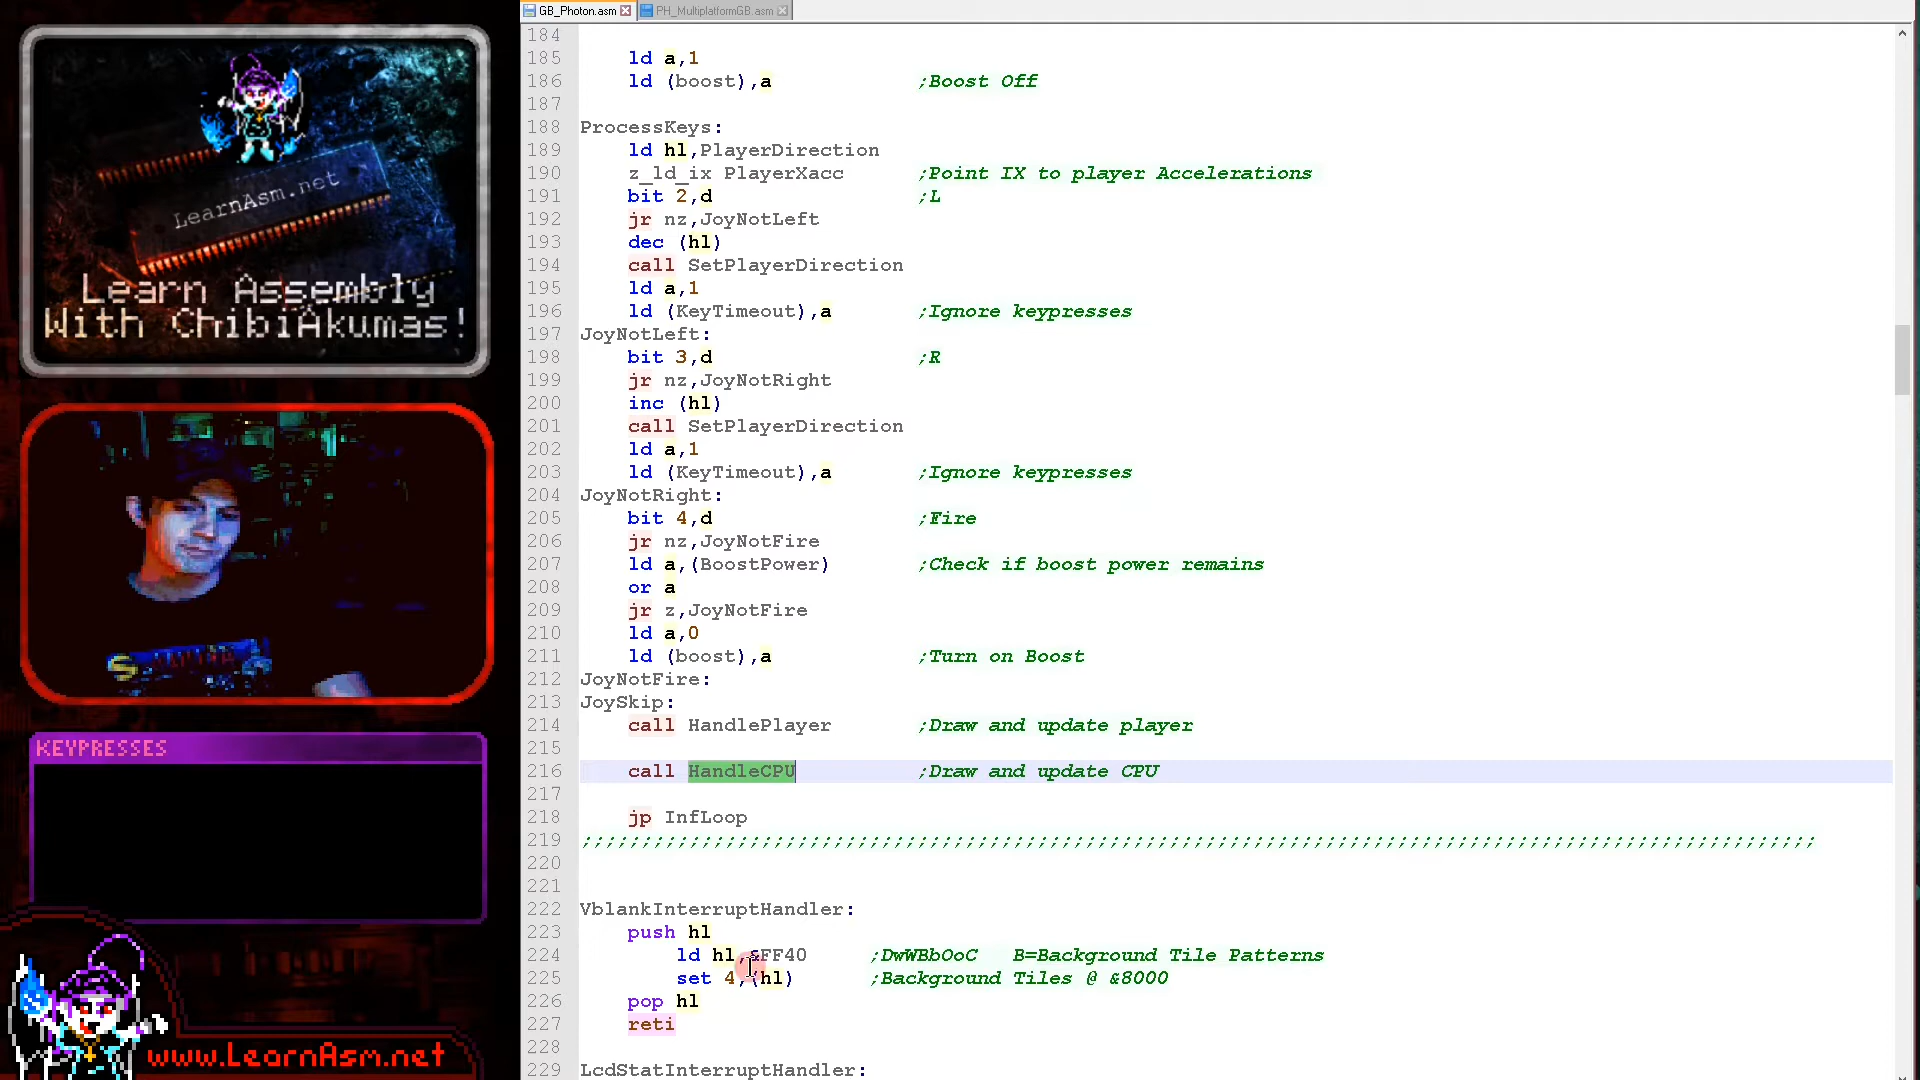 GB_Photon.asm
PH_MultiplatformGB.asm
LearnAsm.net
Learn Assembly
With ChibiAkumas!
KEYPRESSES
www.LearnAsm.net
184
185 ld a,1
186 ld (boost),a ;Boost Off
187
188 ProcessKeys:
189 ld hl,PlayerDirection
190 z_ld_ix PlayerXacc ;Point IX to player Accelerations
191 bit 2,d ;L
192 jr nz,JoyNotLeft
193 dec (hl)
194 call SetPlayerDirection
195 ld a,1
196 ld (KeyTimeout),a ;Ignore keypresses
197 JoyNotLeft:
198 bit 3,d ;R
199 jr nz,JoyNotRight
200 inc (hl)
201 call SetPlayerDirection
202 ld a,1
203 ld (KeyTimeout),a ;Ignore keypresses
204 JoyNotRight:
205 bit 4,d ;Fire
206 jr nz,JoyNotFire
207 ld a,(BoostPower) ;Check if boost power remains
208 or a
209 jr z,JoyNotFire
210 ld a,0
211 ld (boost),a ;Turn on Boost
212 JoyNotFire:
213 JoySkip:
214 call HandlePlayer ;Draw and update player
215
216 call HandleCPU ;Draw and update CPU
217
218 jp InfLoop
219 ;;;;;;;;;;;;;;;;;;;;;;;;;;;;;;;;;;;;;;;;;;;;;;;;;;;;;;;;;;;;;;;;;;;;;;;;;;;;;;;;;;;;;;;;;;;;;;;;;;;;;;;
220
221
222 VblankInterruptHandler:
223 push hl
224 ld hl,&FF40 ;DwWBbOoC B=Background Tile Patterns
225 set 4,(hl) ;Background Tiles @ &8000
226 pop hl
227 reti
228
229 LcdStatInterruptHandler: